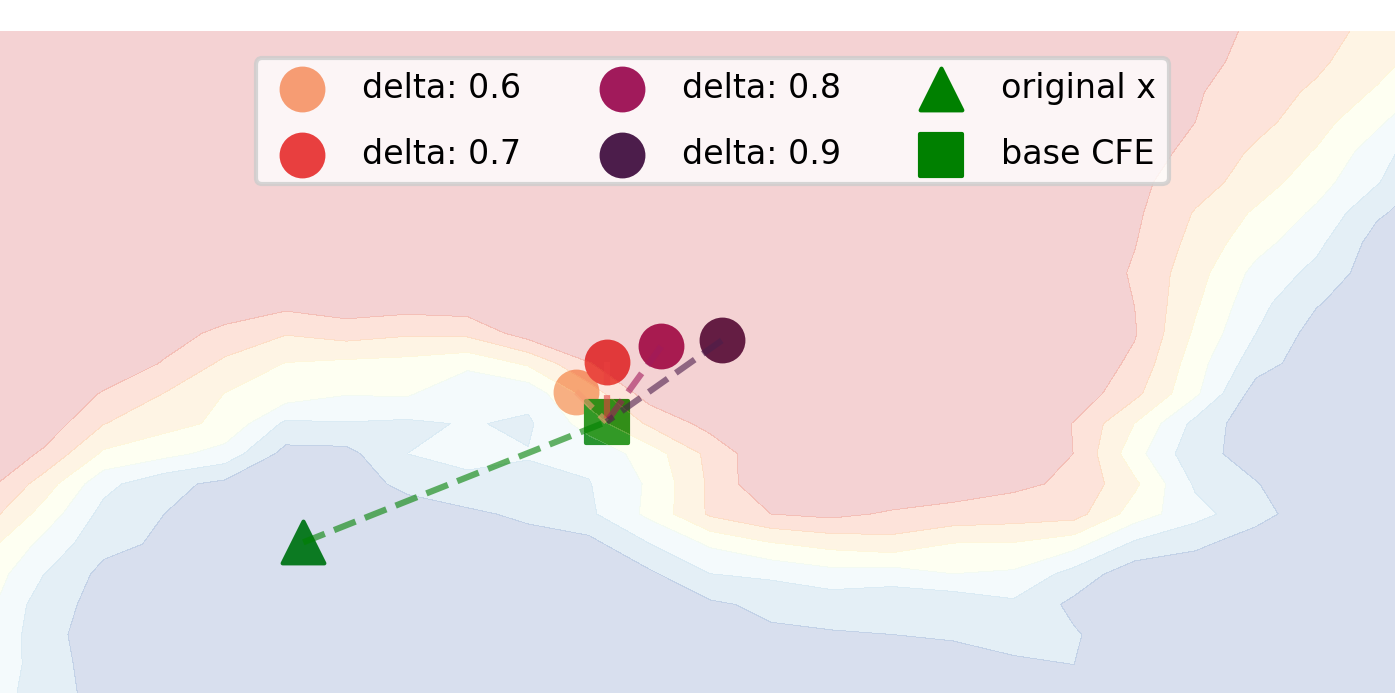 delta: 0.6
delta: 0.7
delta: 0.8
delta: 0.9
original x
base CFE